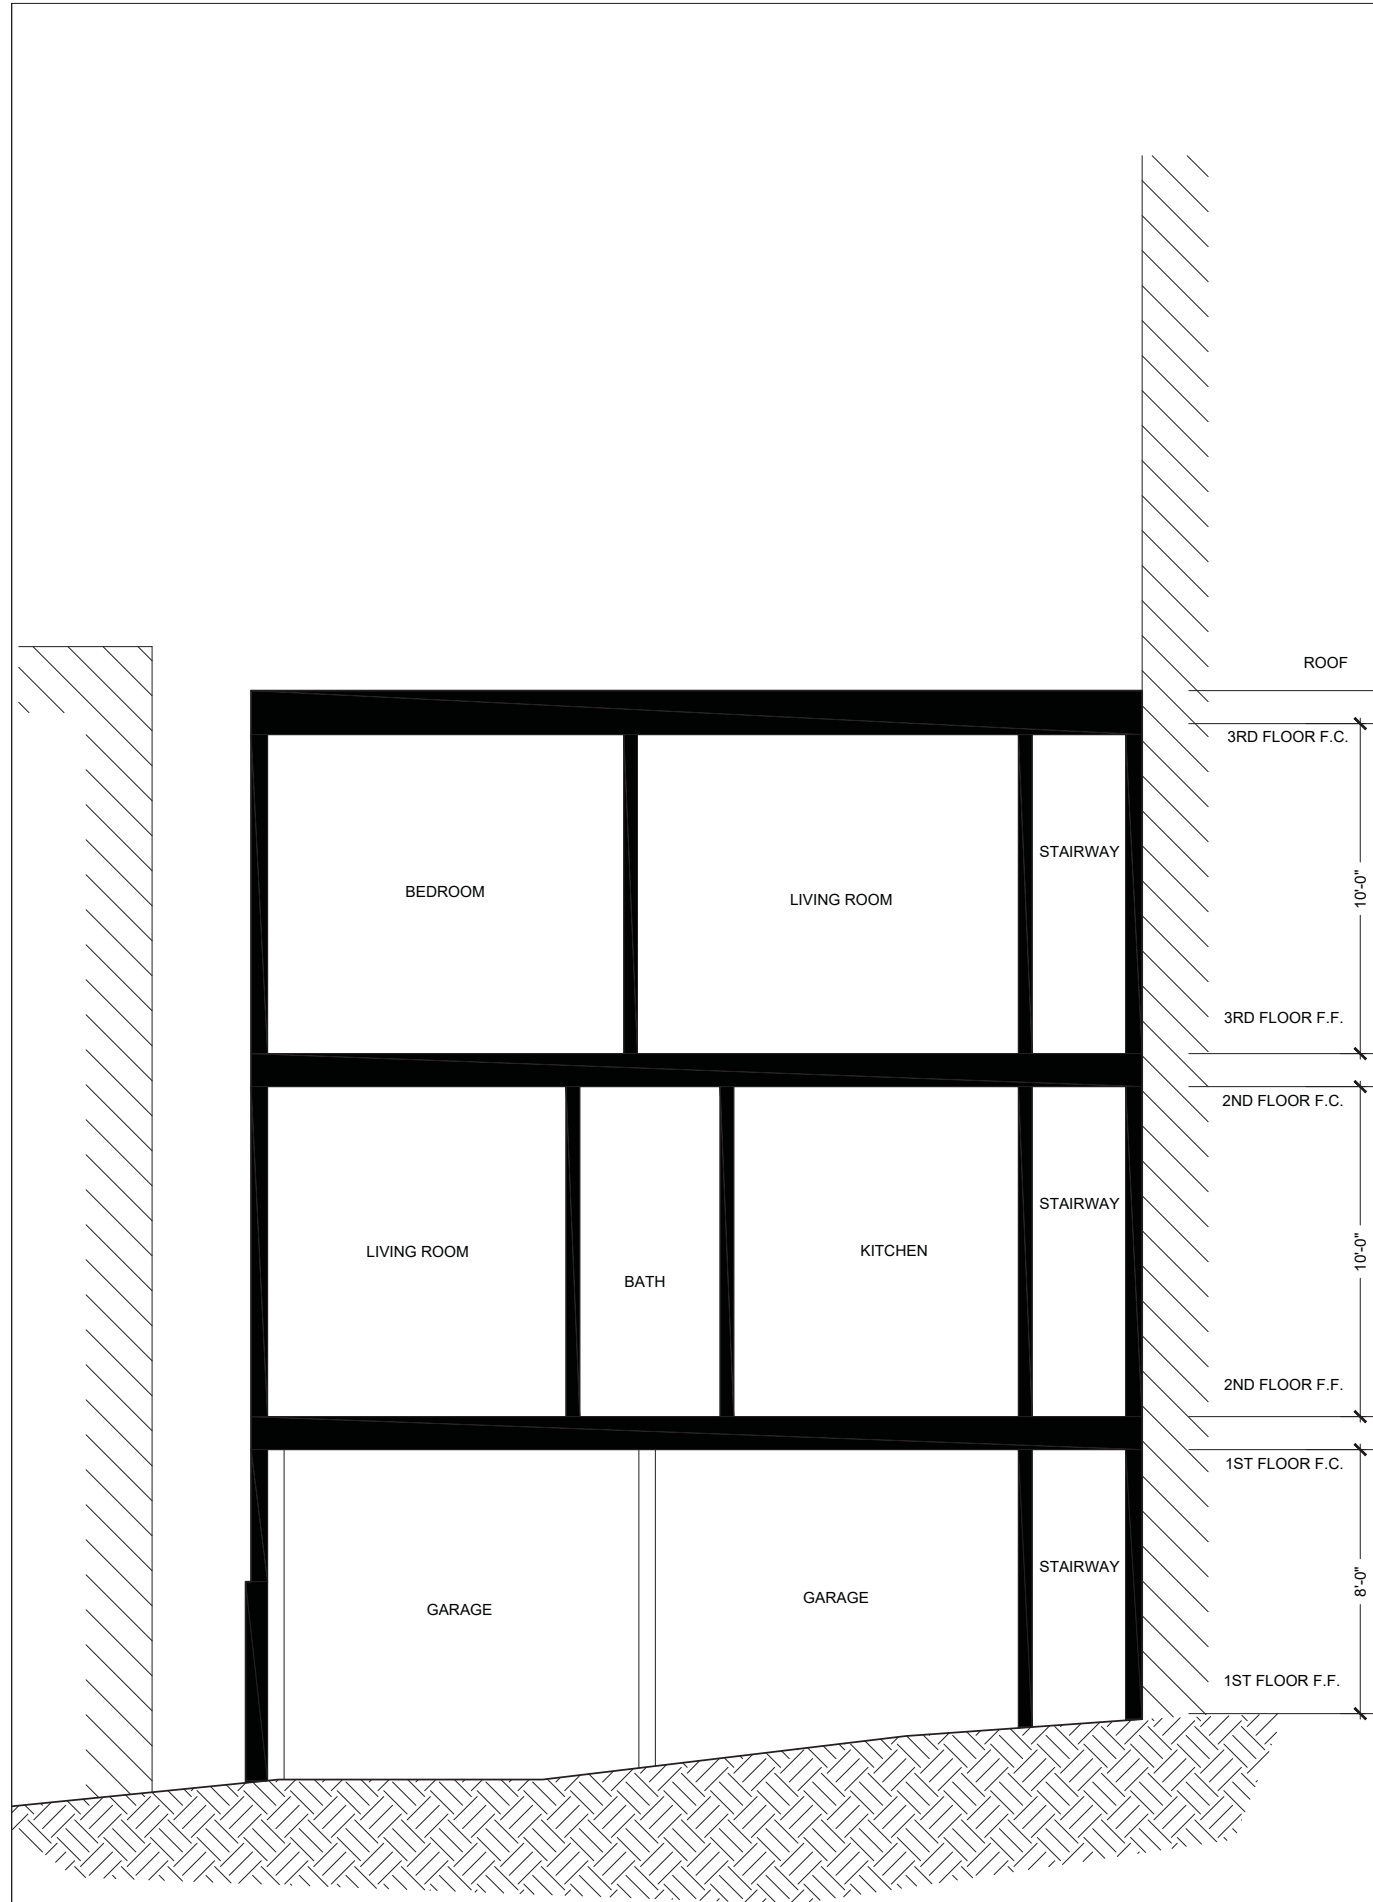 ROOF
3RD FLOOR F.C.
STAIRWAY
BEDROOM
LIVING ROOM
10'-0"
3RD FLOOR F.F.
2ND FLOOR F.C.
STAIRWAY
LIVING ROOM
BATH
KITCHEN
10'-0"
2ND FLOOR F.F.
1ST FLOOR F.C.
STAIRWAY
GARAGE
GARAGE
8'-0"
1ST FLOOR F.F.